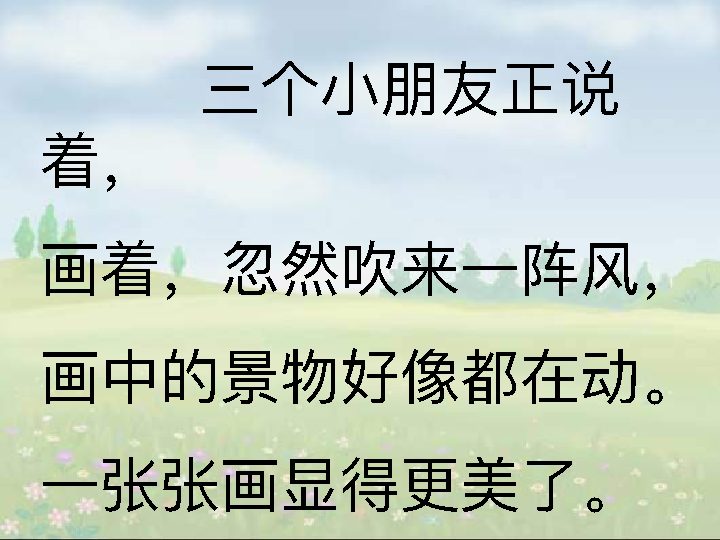 三个小朋友正说
着，
画着，忽然吹来一阵风，
画中的景物好像都在动。
一张张画显得更美了。